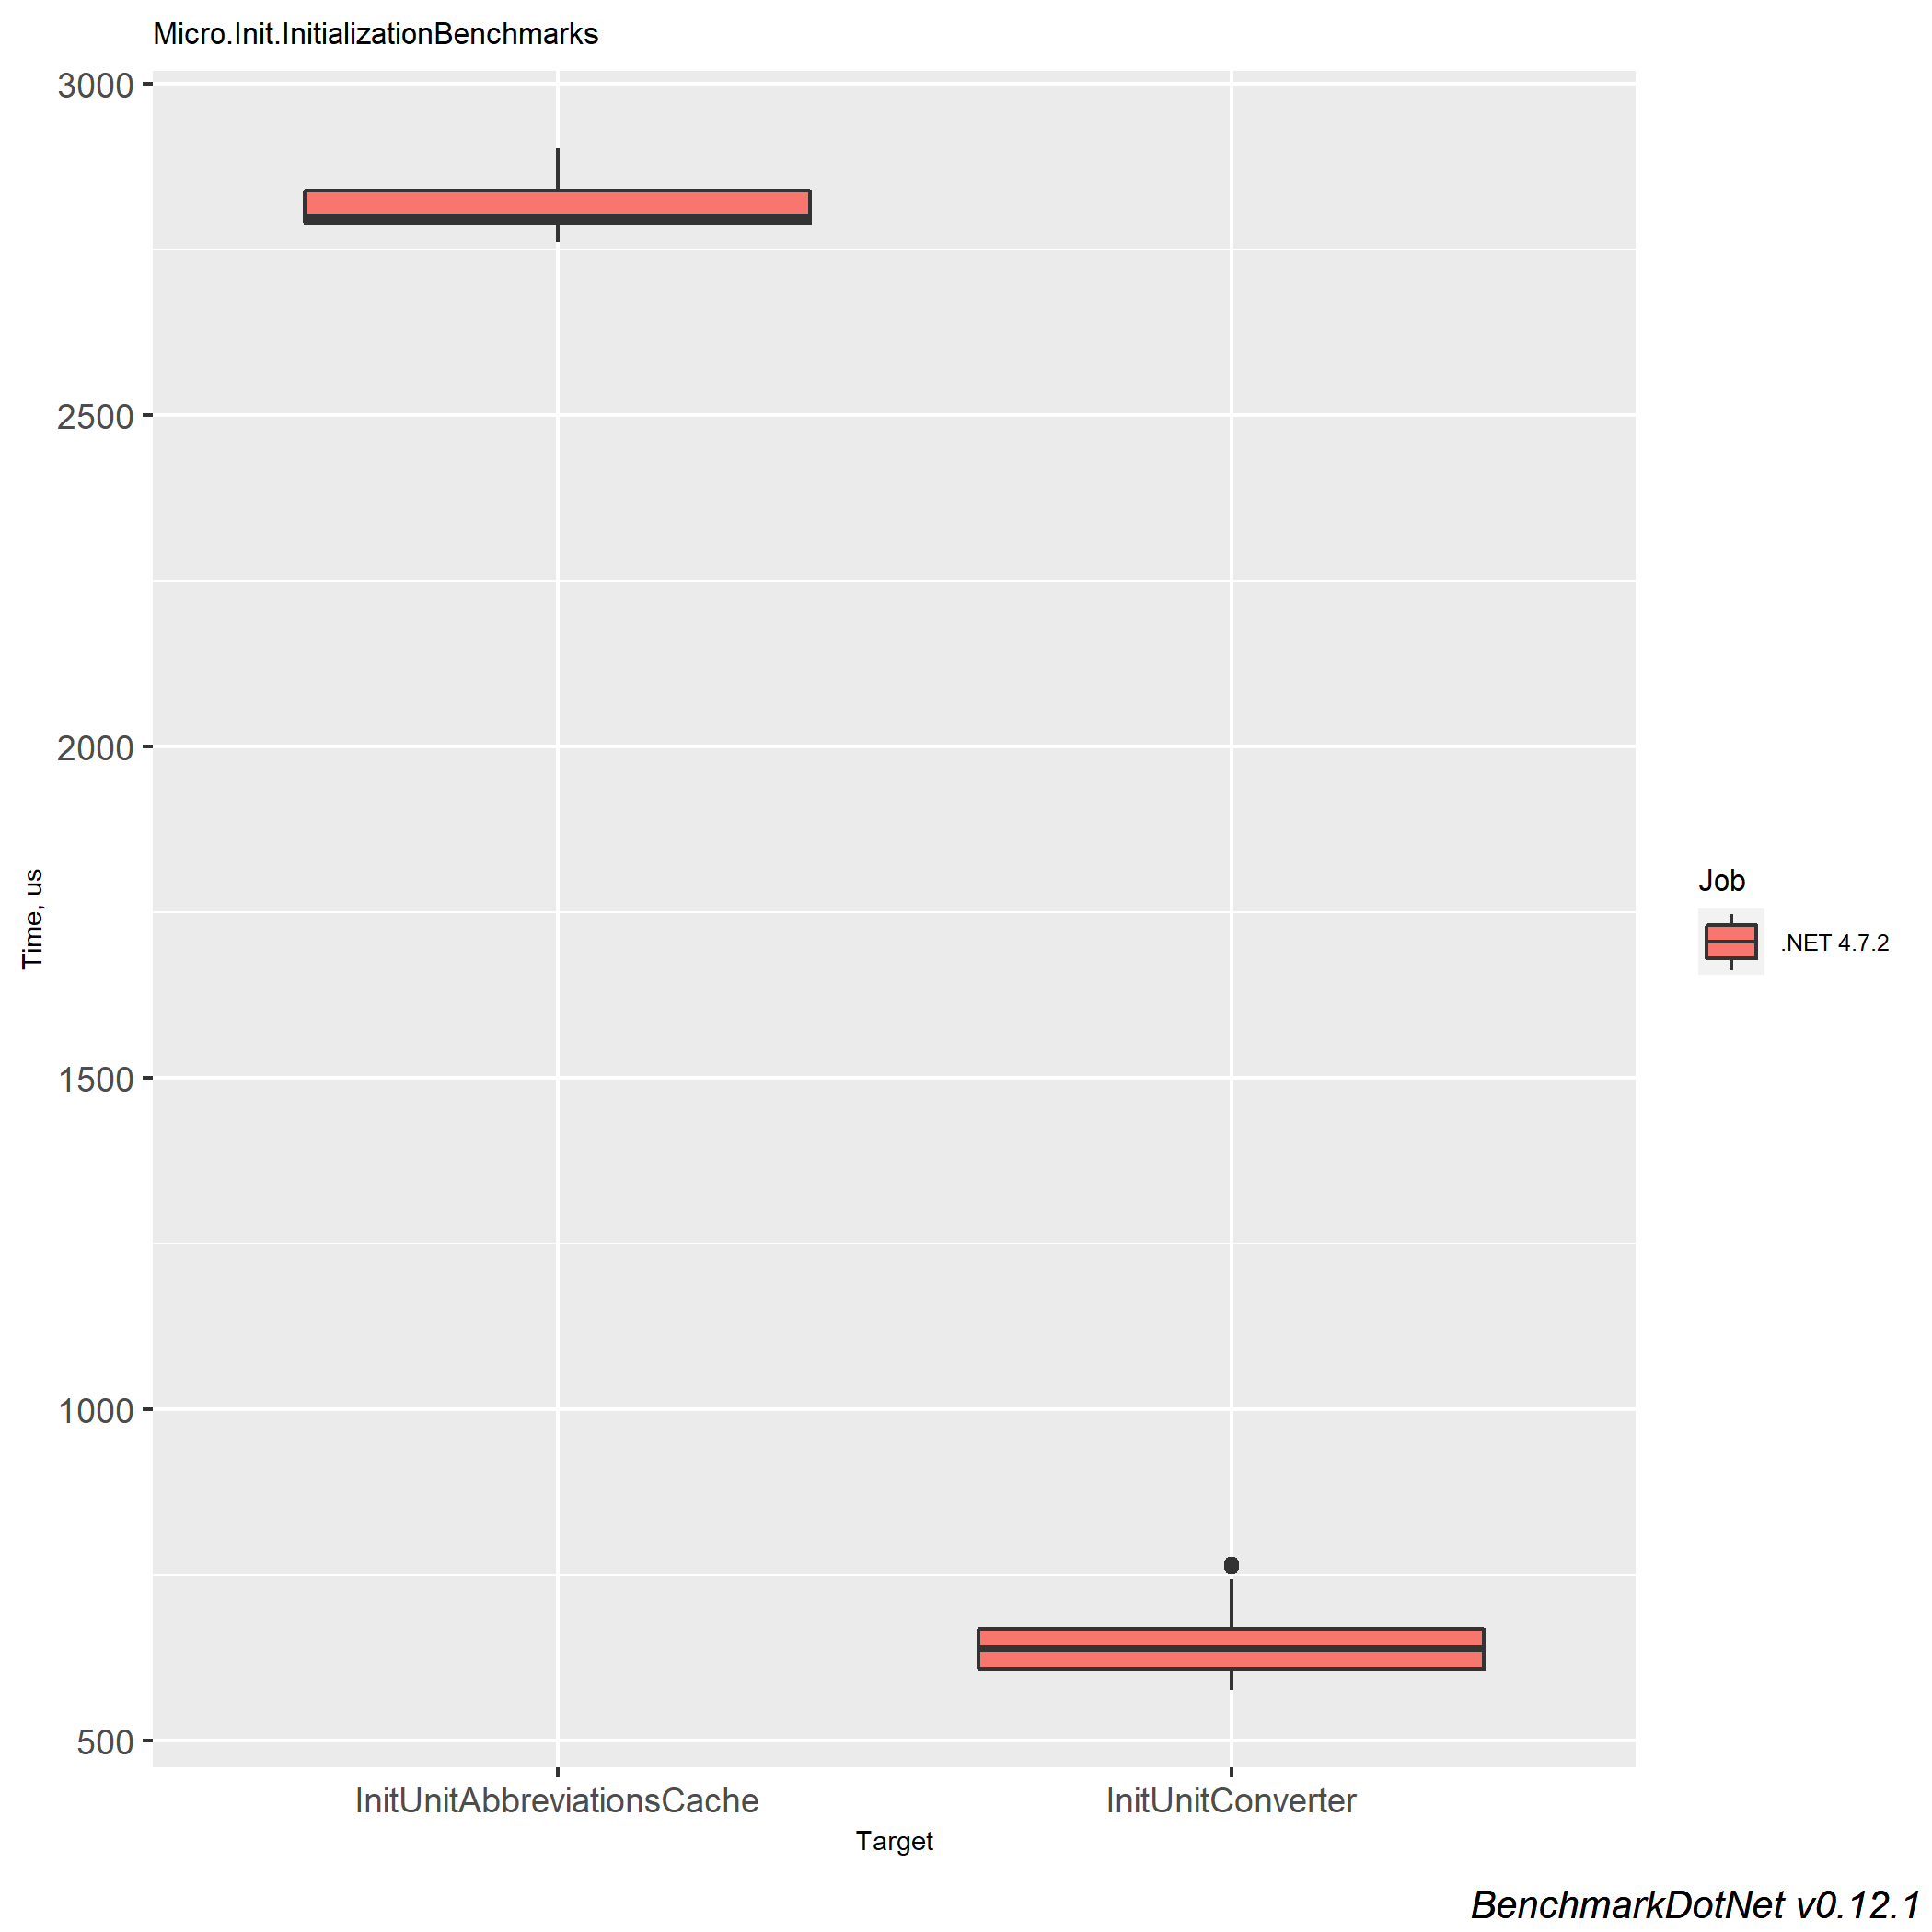 Micro.Init.InitializationBenchmarks
3000
2500
2000
1500
1000
500
Time, us
InitUnitAbbreviationsCache
InitUnitConverter
Target
Job
.NET 4.7.2
BenchmarkDotNet v0.12.1